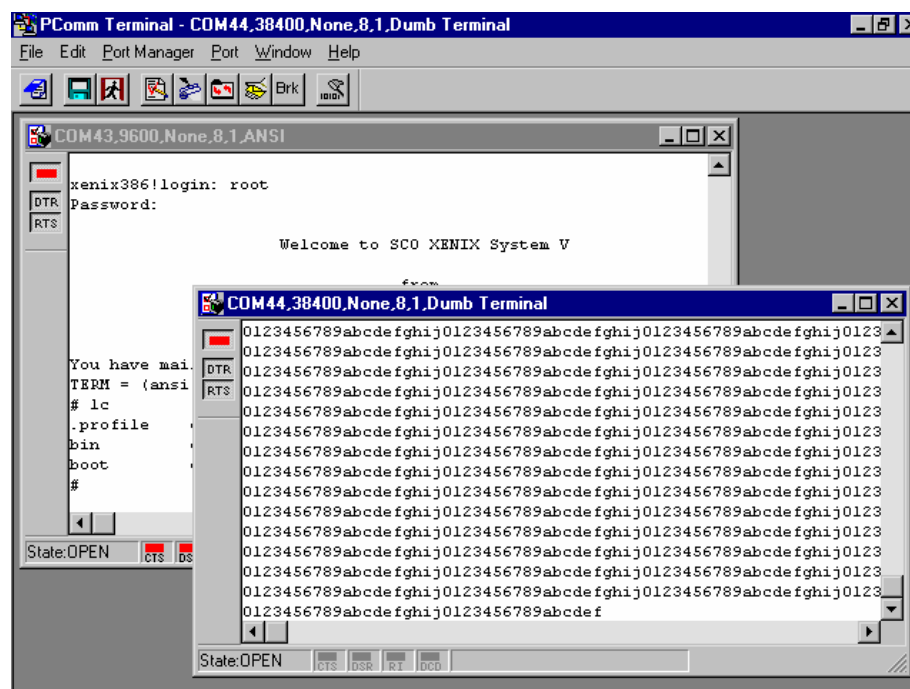 PComm Terminal - COM44,38400,None,8,1,Dumb Terminal
File Edit Port Manager Port Window Help
Brk
COM43,9600,None,8,1,ANSI
DTR
RTS
xenix386!login: root
Password:
Welcome to SCO XENIX System V
from
You have mai
TERM = (ansi
# lc
.profile
bin
boot
#
State:OPEN CTS DS
COM44,38400,None,8,1,Dumb Terminal
DTR
RTS
0123456789abcdefghij0123456789abcdefghij0123456789abcdefghij0123
0123456789abcdefghij0123456789abcdefghij0123456789abcdefghij0123
0123456789abcdefghij0123456789abcdefghij0123456789abcdefghij0123
0123456789abcdefghij0123456789abcdefghij0123456789abcdefghij0123
0123456789abcdefghij0123456789abcdefghij0123456789abcdefghij0123
0123456789abcdefghij0123456789abcdefghij0123456789abcdefghij0123
0123456789abcdefghij0123456789abcdefghij0123456789abcdefghij0123
0123456789abcdefghij0123456789abcdefghij0123456789abcdefghij0123
0123456789abcdefghij0123456789abcdefghij0123456789abcdefghij0123
0123456789abcdefghij0123456789abcdefghij0123456789abcdefghij0123
0123456789abcdefghij0123456789abcdefghij0123456789abcdefghij0123
0123456789abcdefghij0123456789abcdefghij0123456789abcdefghij0123
0123456789abcdefghij0123456789abcdefghij0123456789abcdefghij0123
0123456789abcdefghij0123456789abcdefghij0123456789abcdefghij0123
0123456789abcdefghij0123456789abcdef
State:OPEN CTS DSR RI DCD